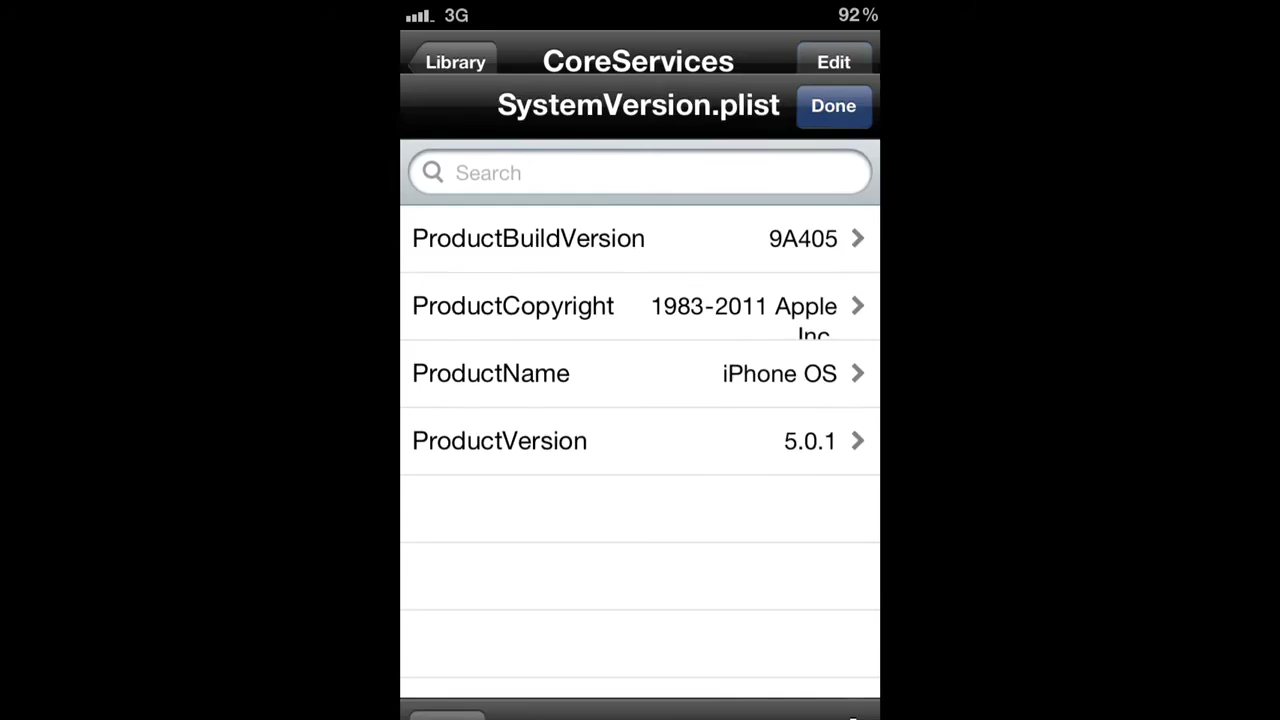 3G 92%
Library CoreServices Edit
SystemVersion.plist Done
Search
ProductBuildVersion 9A405
ProductCopyright 1983-2011 Apple
Inc.
ProductName iPhone OS
ProductVersion 5.0.1